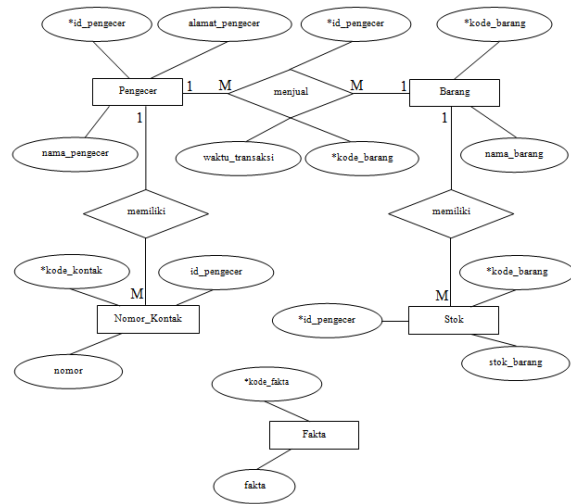 *id_pengecer
alamat_pengecer
*id_pengecer
*kode_barang
Pengecer
1
M
menjual
M
1
Barang
1
1
nama_pengecer
waktu_transaksi
*kode_barang
nama_barang
memiliki
memiliki
*kode_kontak
id_pengecer
*kode_barang
M
M
Nomor_Kontak
*id_pengecer
Stok
nomor
stok_barang
*kode_fakta
Fakta
fakta